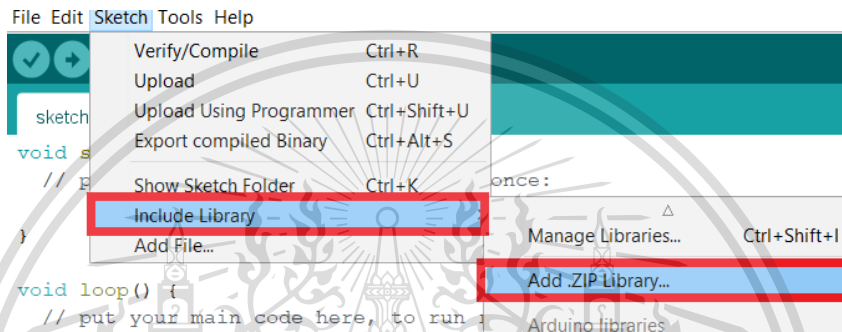 File Edit Sketch Tools Help
Verify/Compile Ctrl+R
Upload Ctrl+U
Upload Using Programmer Ctrl+Shift+U
sketch
Export compiled Binary Ctrl+Alt+S
void s
// p
Show Sketch Folder Ctrl+K
once:
Include Library
Manage Libraries... Ctrl+Shift+I
}
Add File...
Add .ZIP Library...
void loop() {
// put your main code here, to run
Arduino libraries